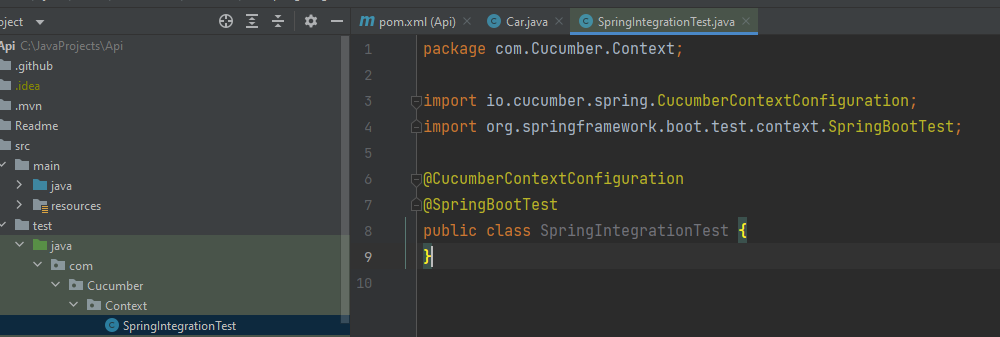 oject
Api C:\JavaProjects\Api
.github
.idea
.mvn
Readme
src
main
java
resources
test
java
com
Cucumber
Context
SpringIntegrationTest
m pom.xml (Api) ×
C Car.java ×
C SpringIntegrationTest.java ×
1 package com.Cucumber.Context;
2
3 import io.cucumber.spring.CucumberContextConfiguration;
4 import org.springframework.boot.test.context.SpringBootTest;
5
6 @CucumberContextConfiguration
7 @SpringBootTest
8 public class SpringIntegrationTest {
9 }
10